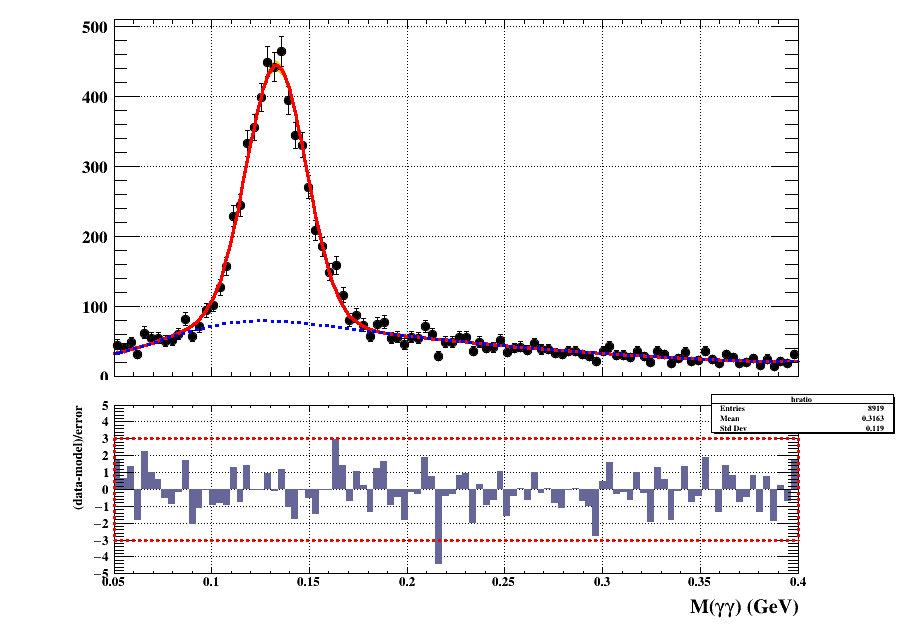 500
400
300
200
100
0
hratio
Entries 8919
Mean 0.3163
Std Dev 0.119
(data-model)/error
5
4
3
2
1
0
−1
−2
−3
−4
−5
0.05 0.1 0.15 0.2 0.25 0.3 0.35 0.4
M(γγ) (GeV)